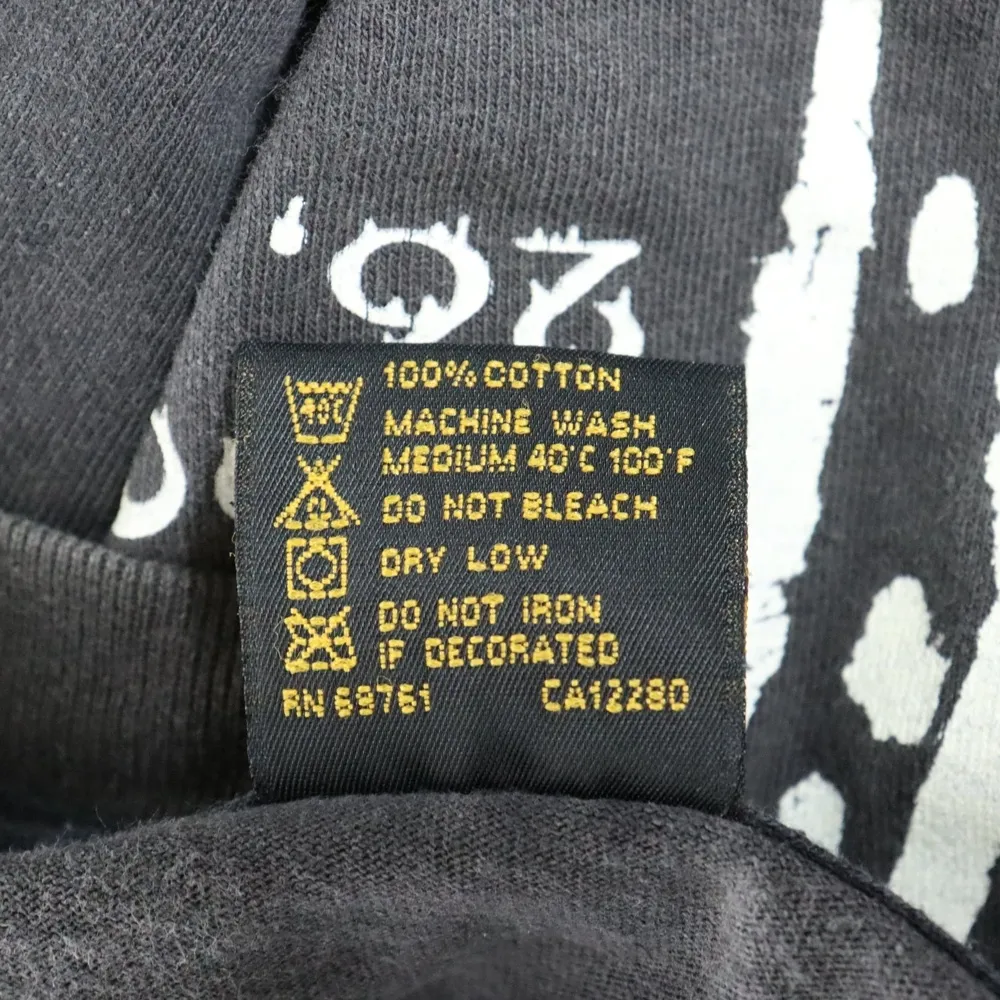 100% COTTON
40C
MACHINE WASH
MEDIUM 40°C 100°F
DO NOT BLEACH
DRY LOW
DO NOT IRON
IF DECORATED
RN 69761 CA12280